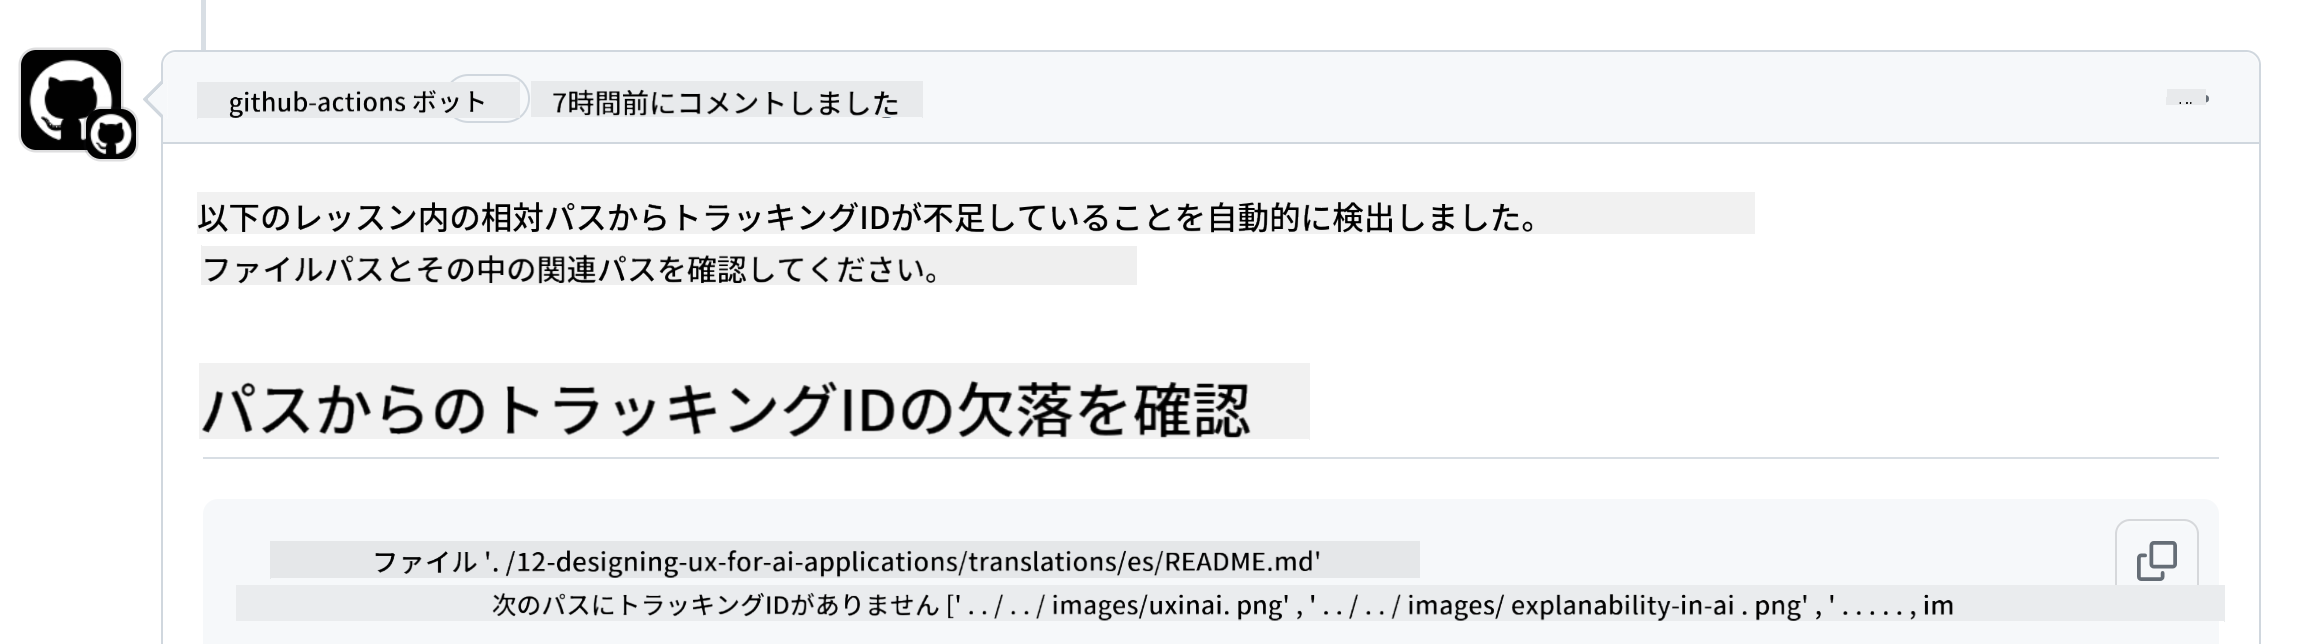 github-actions ボット 7時間前にコメントしました
以下のレッスン内の相対パスからトラッキングIDが不足していることを自動的に検出しました。
ファイルパスとその中の関連パスを確認してください。
パスからのトラッキングIDの欠落を確認
ファイル '. /12-designing-ux-for-ai-applications/translations/es/README.md'
次のパスにトラッキングIDがありません [' . . / . . / images/uxinai. png' , ' . . / . . / images/ explanability-in-ai . png' , ' . . . . . , im